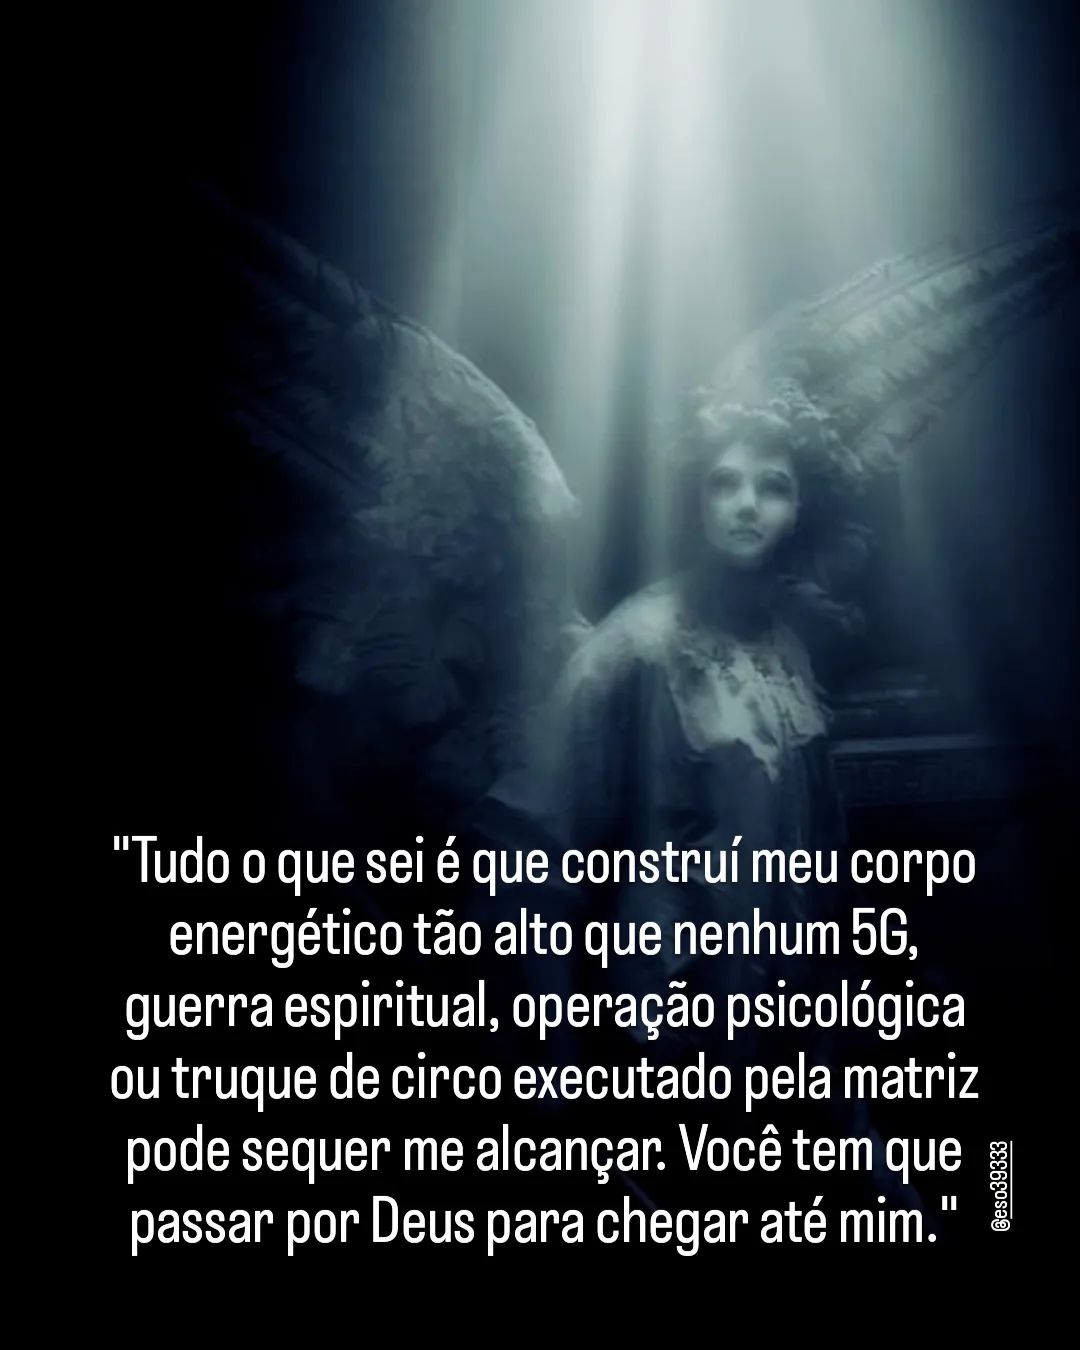 "Tudo o que sei é que construí meu corpo
energético tão alto que nenhum 5G,
guerra espiritual, operação psicológica
ou truque de circo executado pela matriz
pode sequer me alcançar. Você tem que
passar por Deus para chegar até mim."
@eso39333